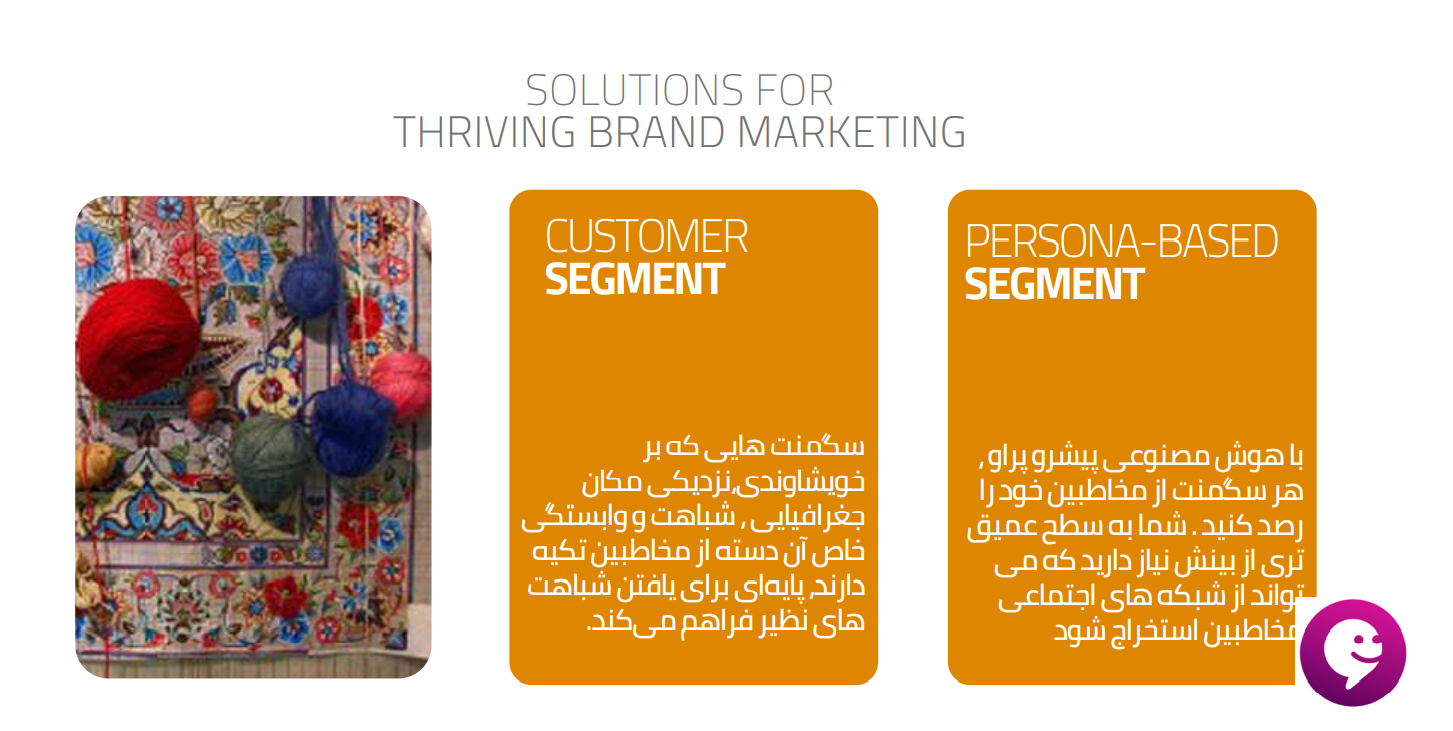 SOLUTIONS FOR
THRIVING BRAND MARKETING
CUSTOMER
SEGMENT
سگمنت هایی که بر
خویشاوندی،نزدیکی مکان
جغرافیایی ، شباهت و وابستگی
خاص آن دسته از مخاطبین تکیه
دارند، پایه‌ای برای یافتن شباهت
های نظیر فراهم می‌کند.
PERSONA-BASED
SEGMENT
با هوش مصنوعی پیشرو پراو ،
هر سگمنت از مخاطبین خود را
رصد کنید . شما به سطح عمیق
تری از بینش نیاز دارید که می
تواند از شبکه های اجتماعی
مخاطبین استخراج شود